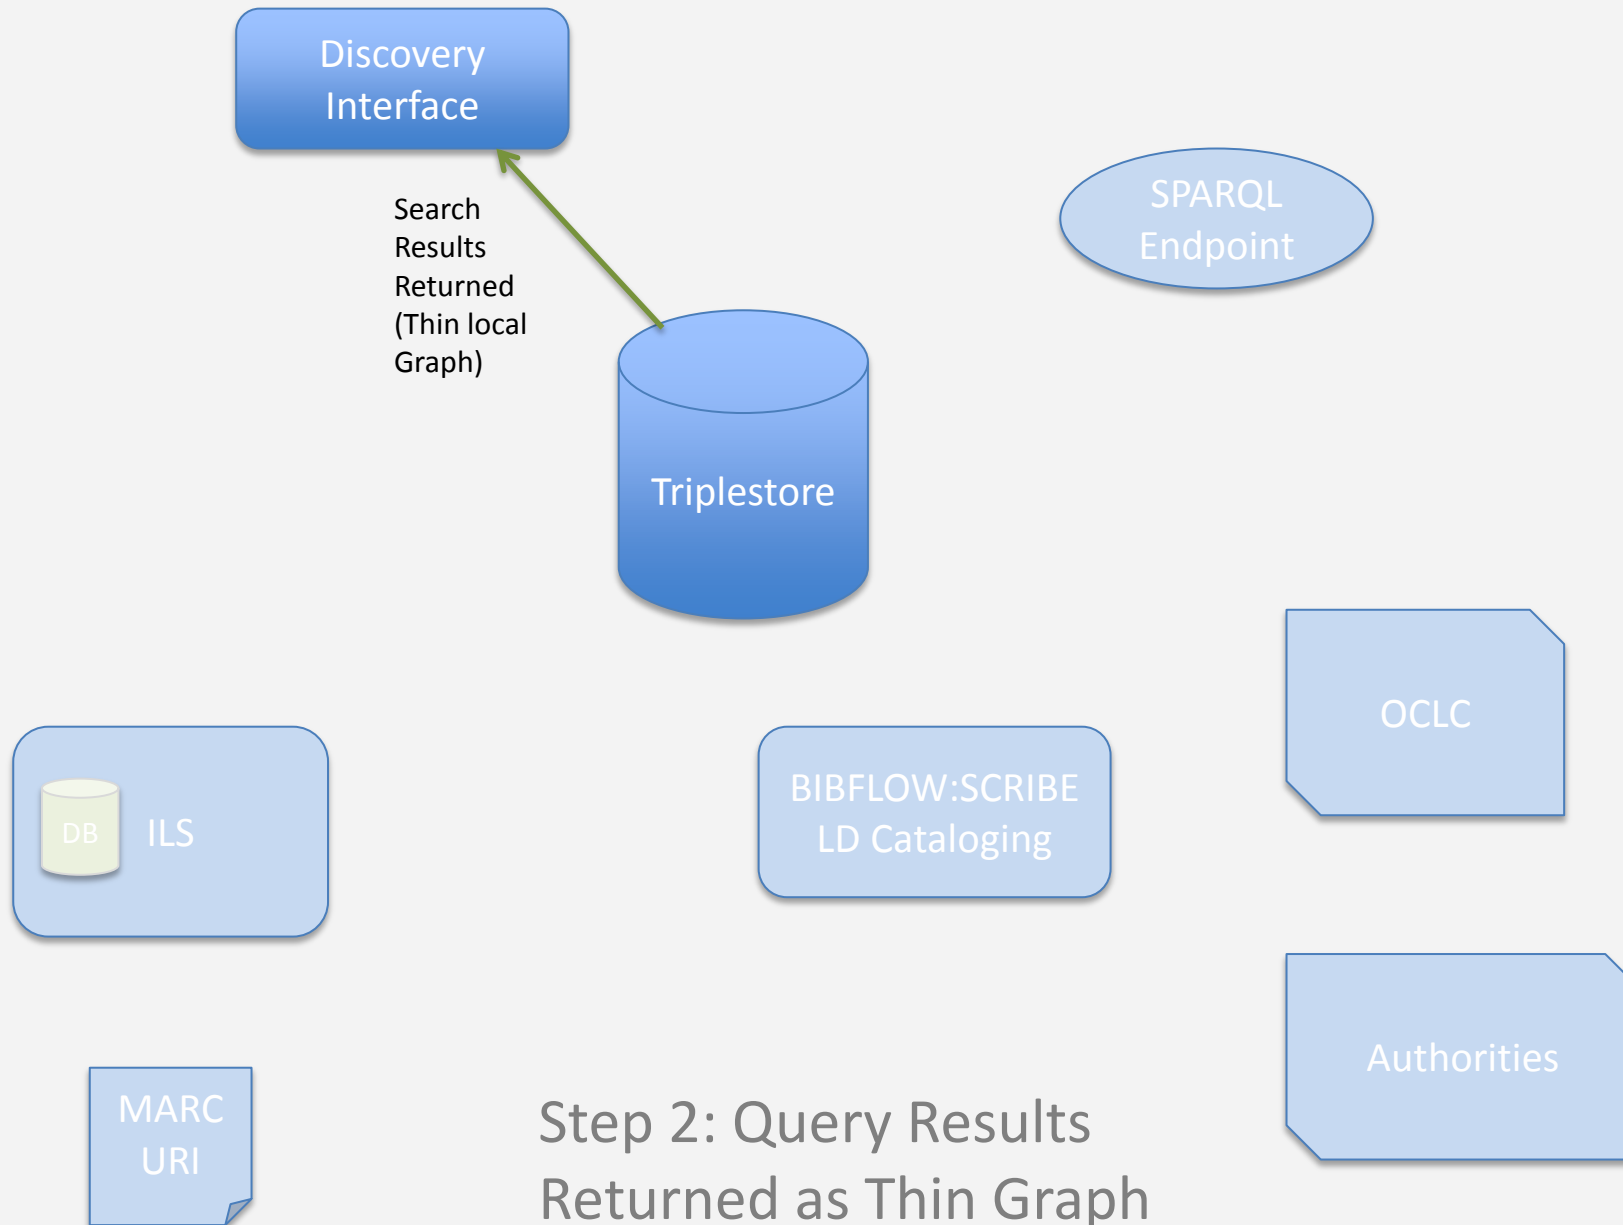 Discovery
Interface
Search
Results
Returned
(Thin local
Graph)
SPARQL
Endpoint
Triplestore
OCLC
DB
ILS
BIBFLOW:SCRIBE
LD Cataloging
Authorities
MARC
URI
Step 2: Query Results
Returned as Thin Graph